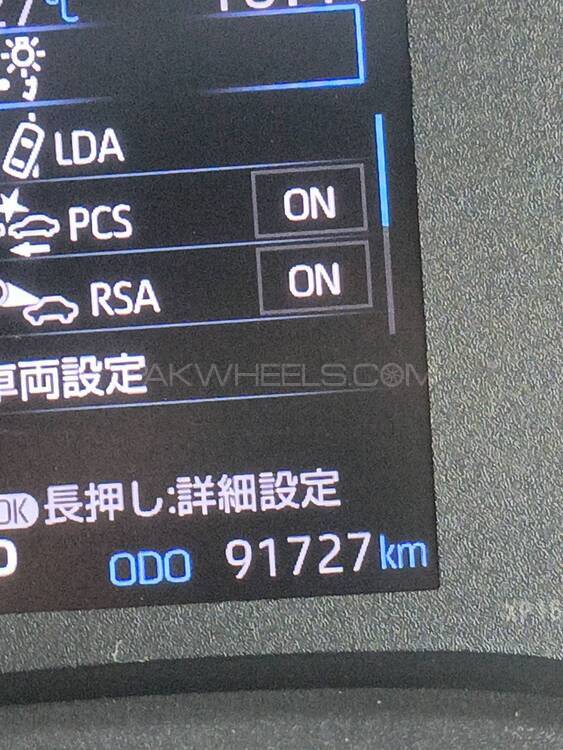 ℃
LDA
PCS ON
RSA ON
車両設定
PAKWHEELS.COM
OK 長押し:詳細設定
ODO 91727 km